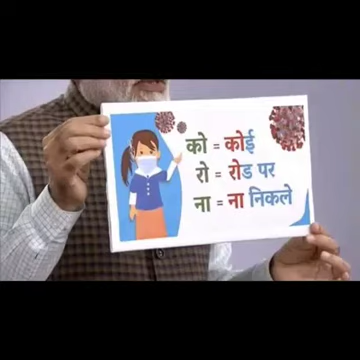 को = कोई
रो = रोड पर
ना = ना निकले